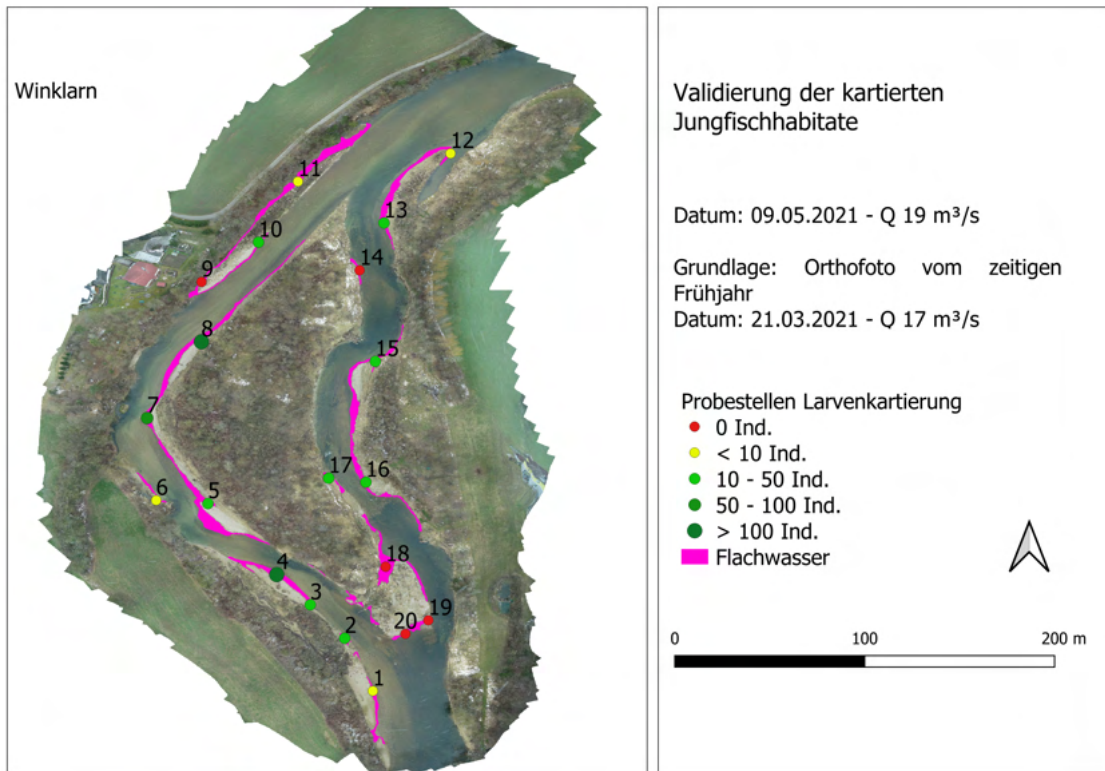 Winklarn
12
11
13
10
14
9
8
15
7
17
16
6
5
18
4
3
19
20
2
1
Validierung der kartierten
Jungfischhabitate
Datum: 09.05.2021 - Q 19 m³/s
Grundlage: Orthofoto vom zeitigen
Frühjahr
Datum: 21.03.2021 - Q 17 m³/s
Probestellen Larvenkartierung
0 Ind.
< 10 Ind.
10 - 50 Ind.
50 - 100 Ind.
> 100 Ind.
Flachwasser
0 100 200 m